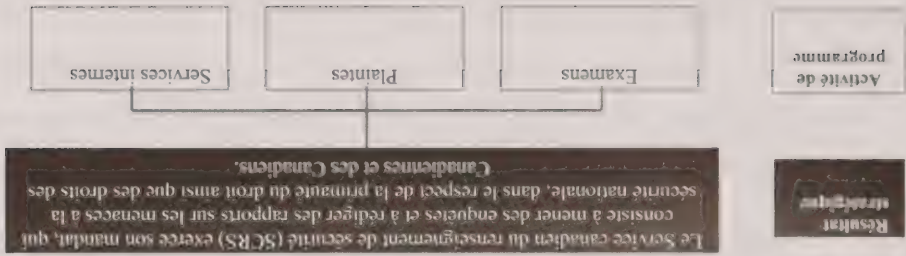 Résultat
stratégique
Le Service canadien du renseignement de sécurité (SCRS) exerce son mandat, qui
consiste à mener des enquêtes et à rédiger des rapports sur les menaces à la
sécurité nationale, dans le respect de la primauté du droit ainsi que des droits des
Canadiennes et des Canadiens.
Activité de
programme
Examens
Plaintes
Services internes